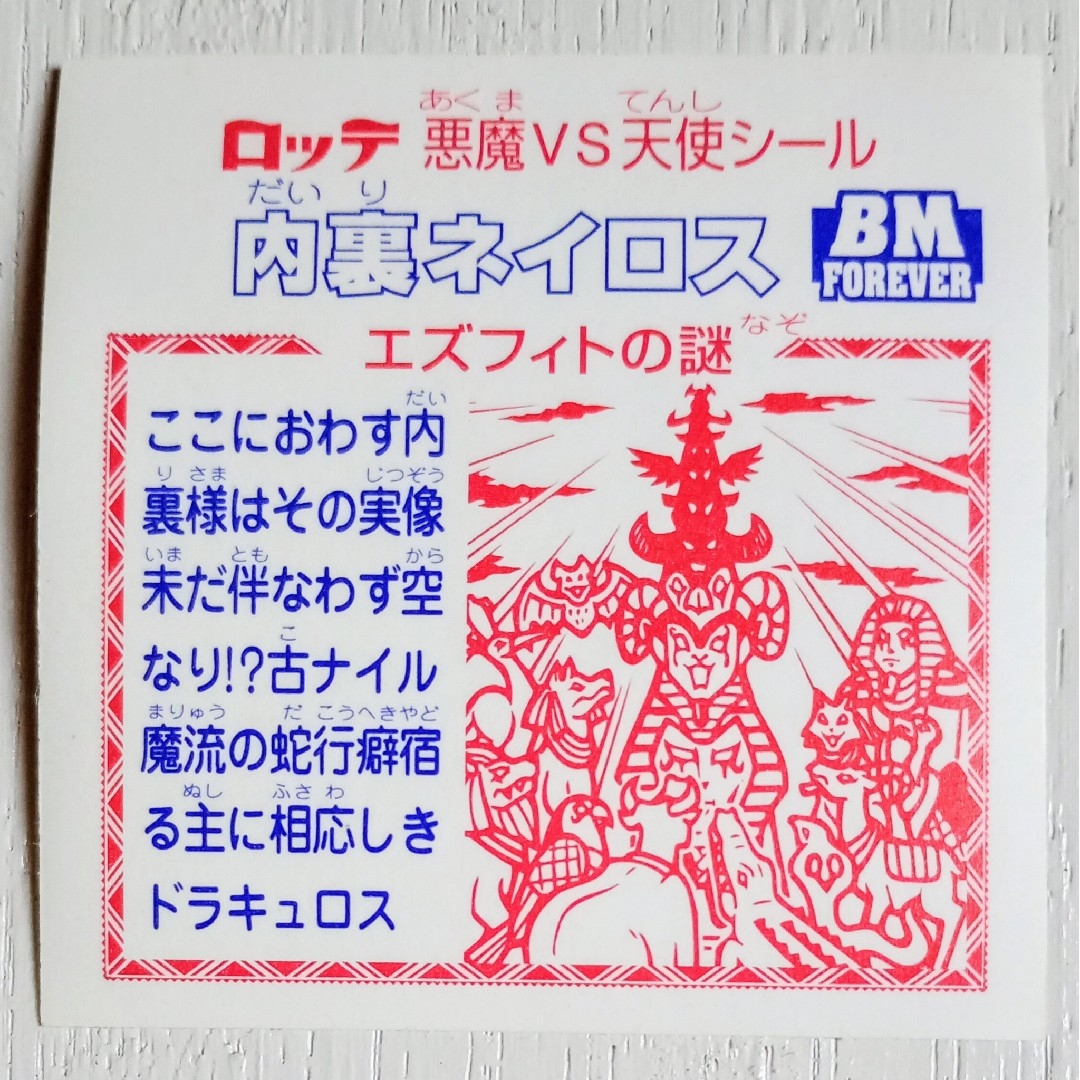 あくま てんし
ロッテ 悪魔VS天使シール
だいり
内裏ネイロス
BM
FOREVER
なぞ
エズフィトの謎
だい
ここにおわす内
りさま じつぞう
裏様はその実像
いま とも から
未だ伴なわず空
こ
なり!?古ナイル
まりゅう だこうへきやど
魔流の蛇行癖宿
ぬし ふさわ
る主に相応しき
ドラキュロス